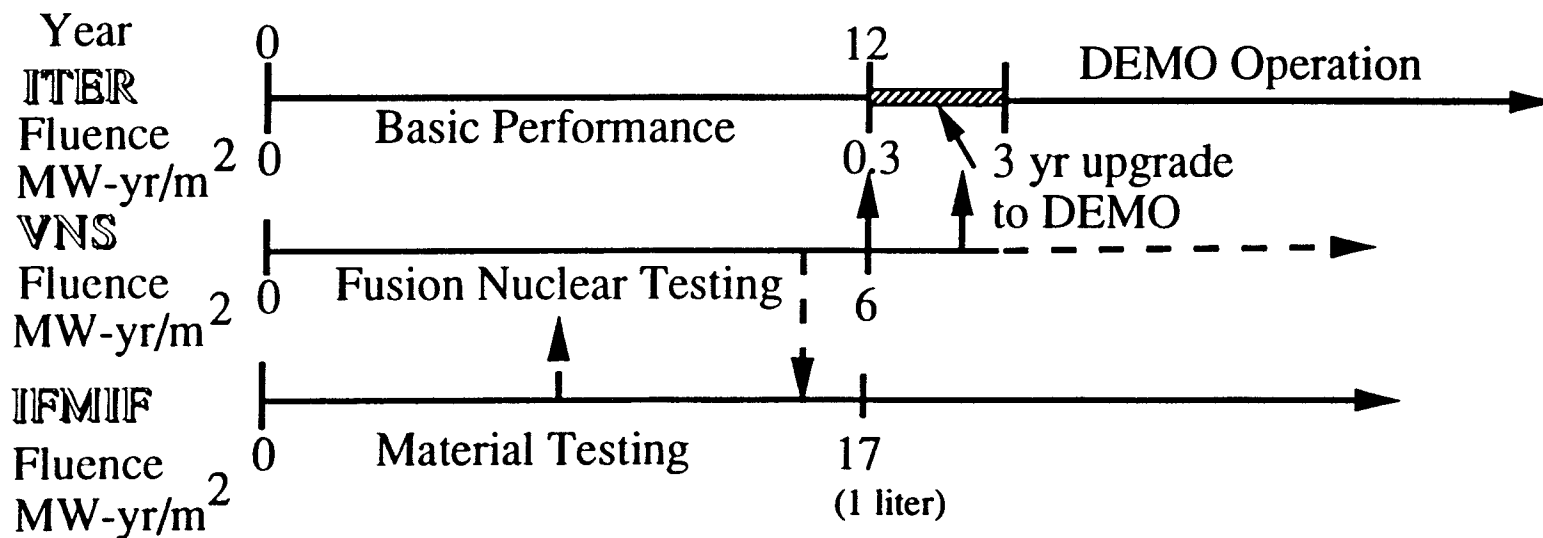 Year
0
12
ITER
DEMO Operation
Fluence
MW-yr/m2
0
Basic Performance
0.3
3 yr upgrade
to DEMO
VNS
Fluence
MW-yr/m2
0
Fusion Nuclear Testing
6
IFMIF
Fluence
MW-yr/m2
0
Material Testing
17
(1 liter)